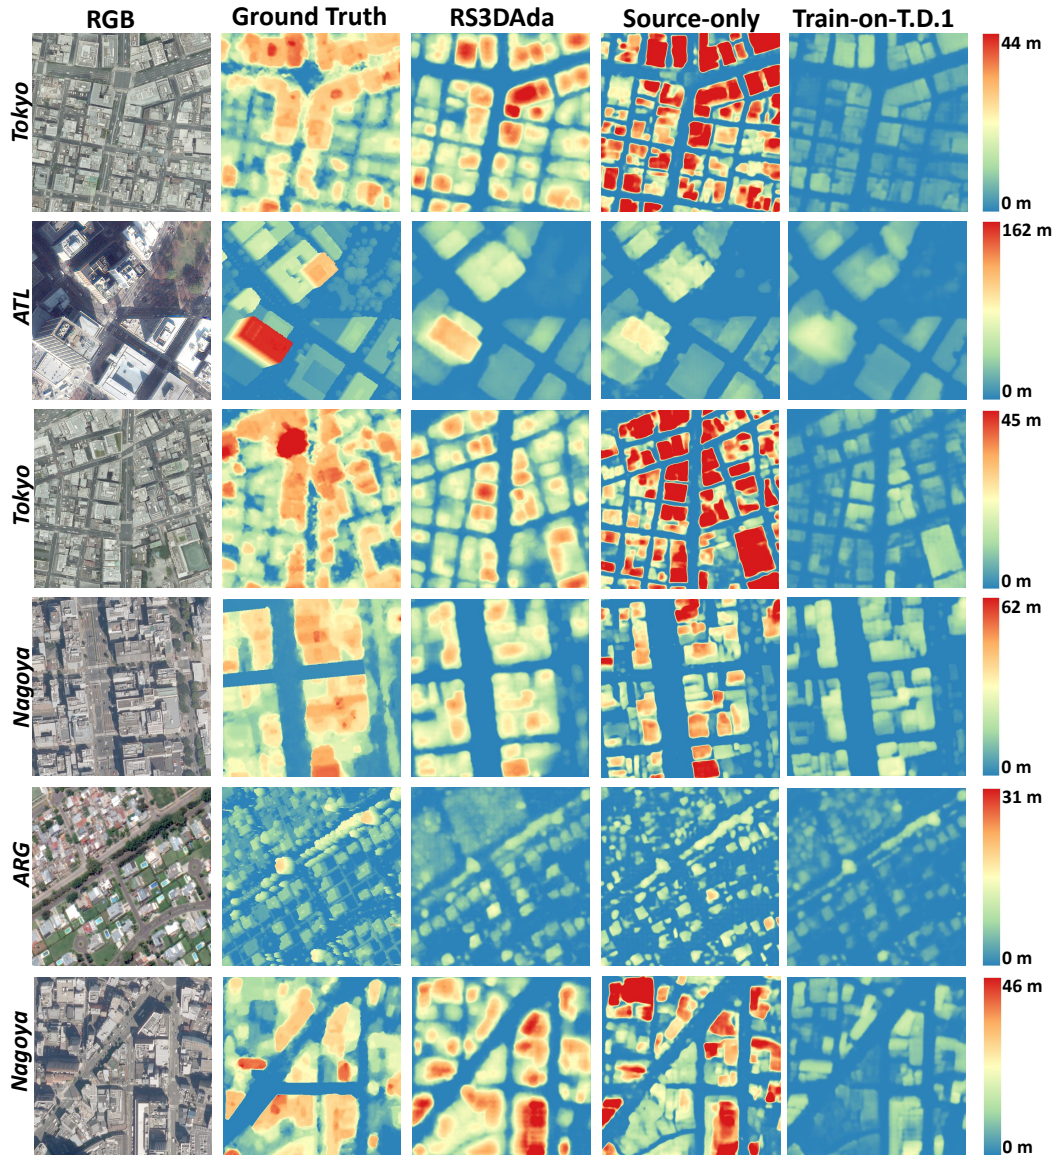 RGB Ground Truth RS3DAda Source-only Train-on-T.D.1
Tokyo
44 m
0 m
ATL
162 m
0 m
Tokyo
45 m
0 m
Nagoya
62 m
0 m
ARG
31 m
0 m
Nagoya
46 m
0 m